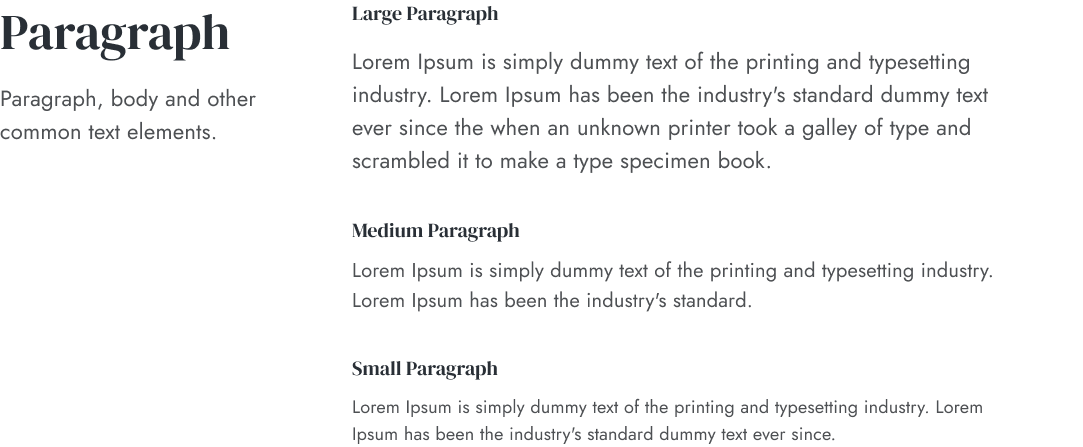 Paragraph
Paragraph, body and other
common text elements.
Large Paragraph
Lorem Ipsum is simply dummy text of the printing and typesetting
industry. Lorem Ipsum has been the industry's standard dummy text
ever since the when an unknown printer took a galley of type and
scrambled it to make a type specimen book.
Medium Paragraph
Lorem Ipsum is simply dummy text of the printing and typesetting industry.
Lorem Ipsum has been the industry's standard.
Small Paragraph
Lorem Ipsum is simply dummy text of the printing and typesetting industry. Lorem
Ipsum has been the industry's standard dummy text ever since.